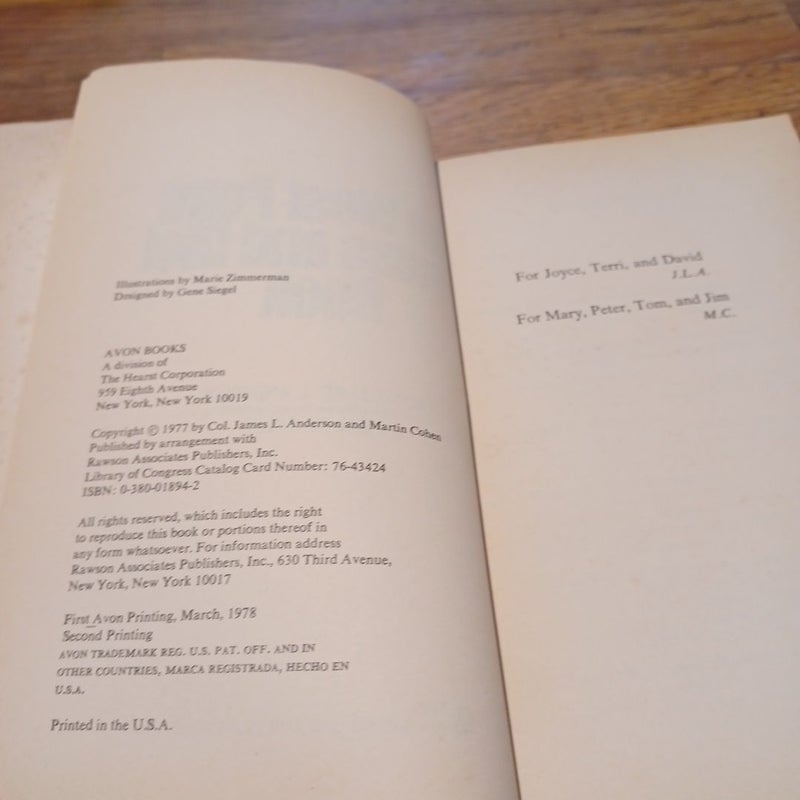 Illustrations by Marie Zimmerman
Designed by Gene Siegel
AVON BOOKS
A division of
The Hearst Corporation
959 Eighth Avenue
New York, New York 10019
Copyright © 1977 by Col. James L. Anderson and Martin Cohen
Published by arrangement with
Rawson Associates Publishers, Inc.
Library of Congress Catalog Card Number: 76-43424
ISBN: 0-380-01894-2
All rights reserved, which includes the right
to reproduce this book or portions thereof in
any form whatsoever. For information address
Rawson Associates Publishers, Inc., 630 Third Avenue,
New York, New York 10017
First Avon Printing, March, 1978
Second Printing
AVON TRADEMARK REG. U.S. PAT. OFF. AND IN
OTHER COUNTRIES, MARCA REGISTRADA, HECHO EN
U.S.A.
Printed in the U.S.A.
For Joyce, Terri, and David
J.L.A.
For Mary, Peter, Tom, and Jim
M.C.